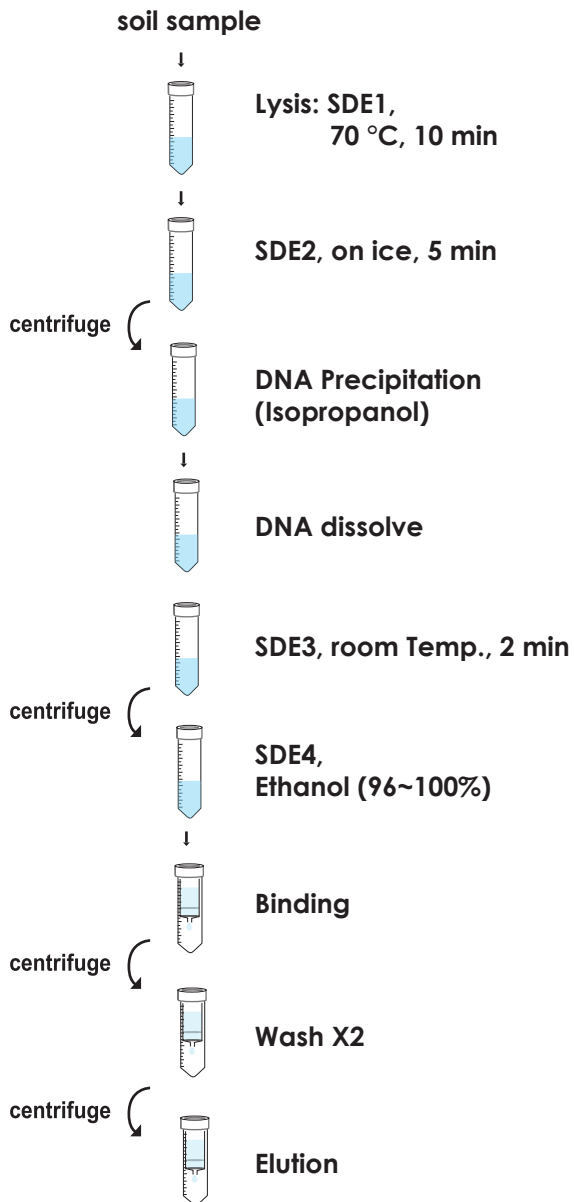 soil sample
Lysis: SDE1,
70 °C, 10 min
SDE2, on ice, 5 min
centrifuge
DNA Precipitation
(Isopropanol)
DNA dissolve
SDE3, room Temp., 2 min
centrifuge
SDE4,
Ethanol (96~100%)
Binding
centrifuge
Wash X2
centrifuge
Elution